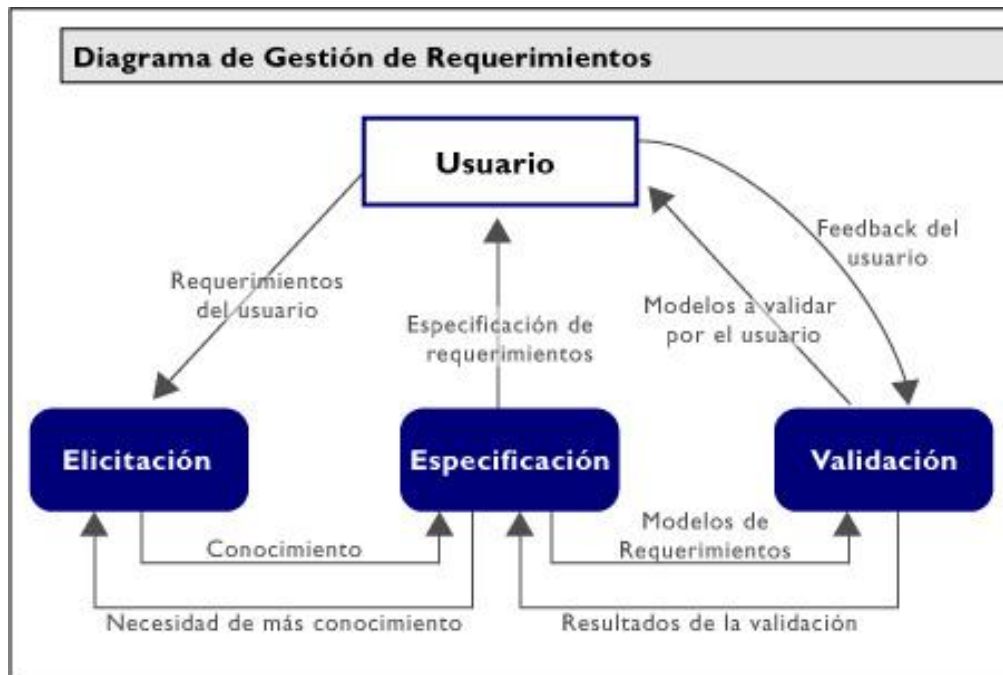 Diagrama de Gestión de Requerimientos
Usuario
Feedback del
usuario
Requerimientos
del usuario
Modelos a validar
por el usuario
Especificación de
requerimientos
Elicitación
Especificación
Validación
Conocimiento
Modelos de
Requerimientos
Necesidad de más conocimiento
Resultados de la validación